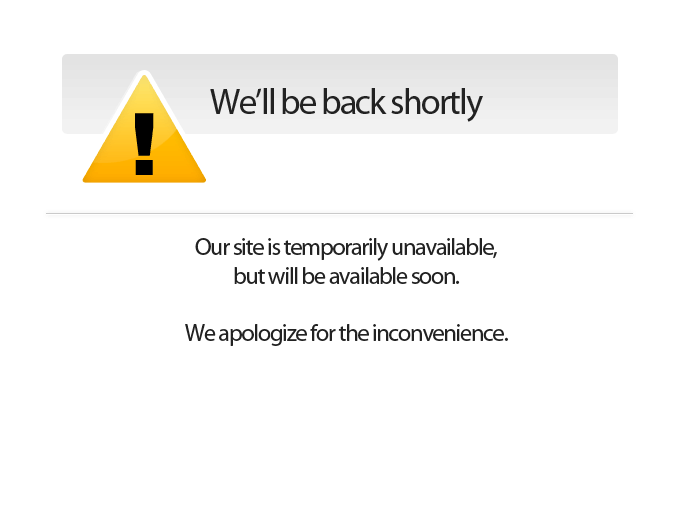 We'll be back shortly
Our site is temporarily unavailable,
but will be available soon.
We apologize for the inconvenience.